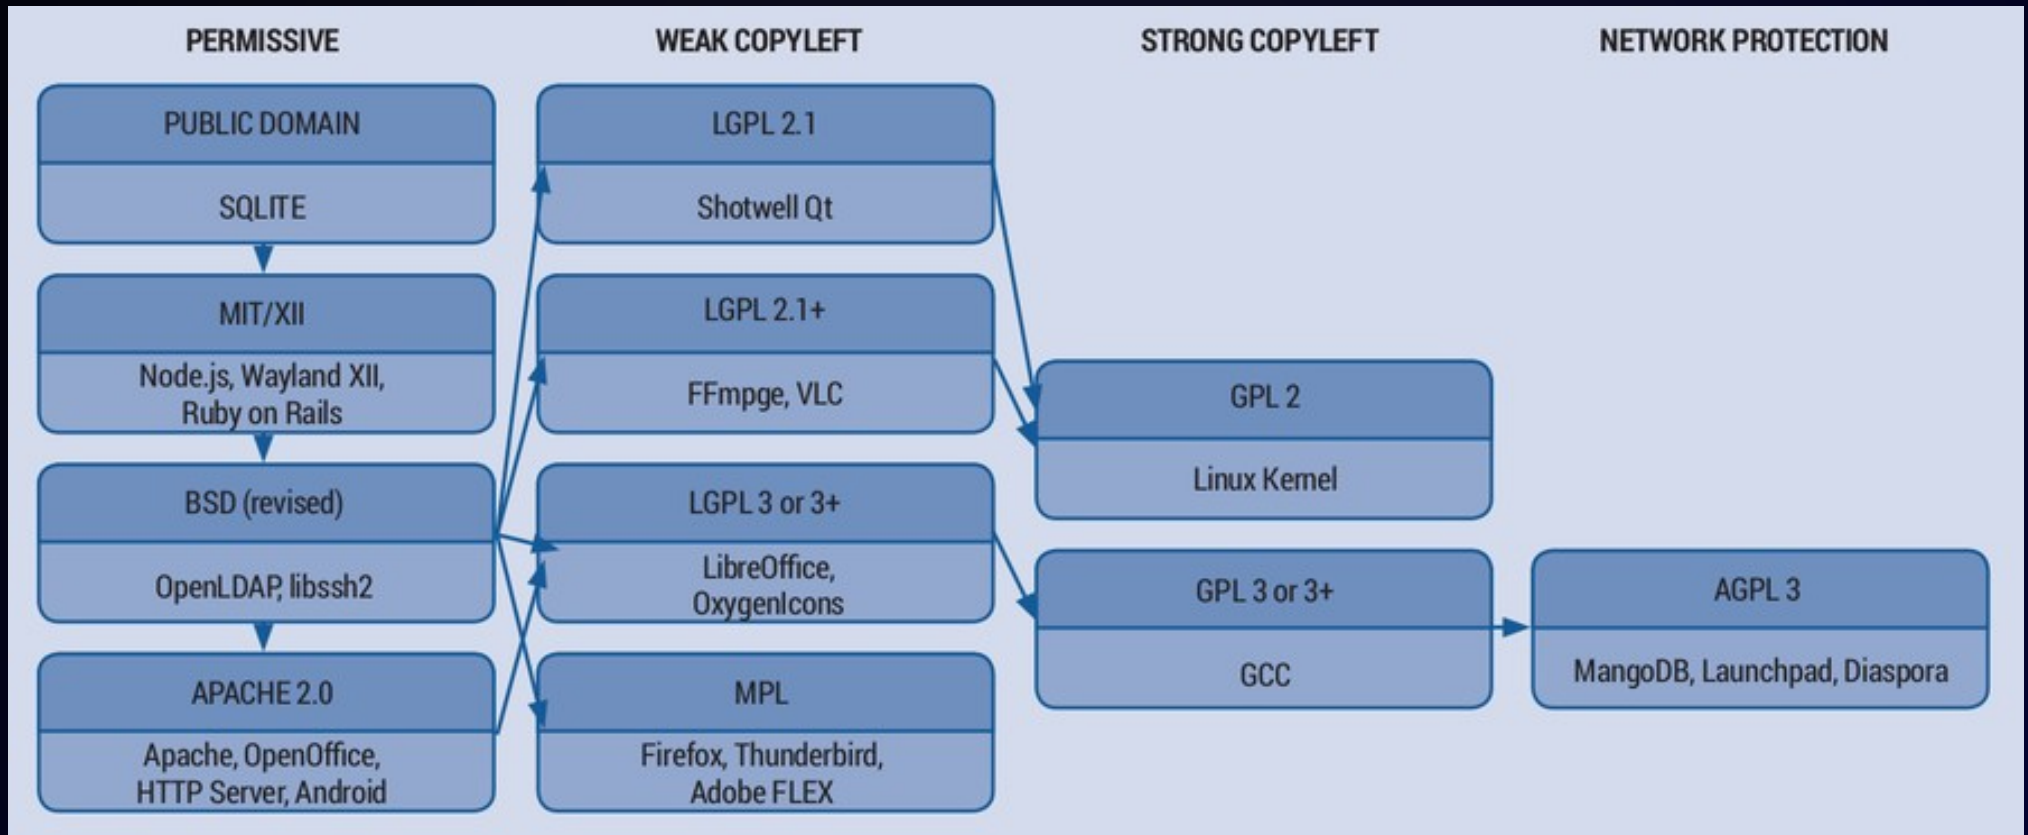 PERMISSIVE
PUBLIC DOMAIN
SQLITE
MIT/XII
Node.js, Wayland XII,
Ruby on Rails
BSD (revised)
OpenLDAP, libssh2
APACHE 2.0
Apache, OpenOffice,
HTTP Server, Android
WEAK COPYLEFT
LGPL 2.1
Shotwell Qt
LGPL 2.1+
FFmpge, VLC
LGPL 3 or 3+
LibreOffice,
OxygenIcons
MPL
Firefox, Thunderbird,
Adobe FLEX
STRONG COPYLEFT
GPL 2
Linux Kernel
GPL 3 or 3+
GCC
NETWORK PROTECTION
AGPL 3
MangoDB, Launchpad, Diaspora